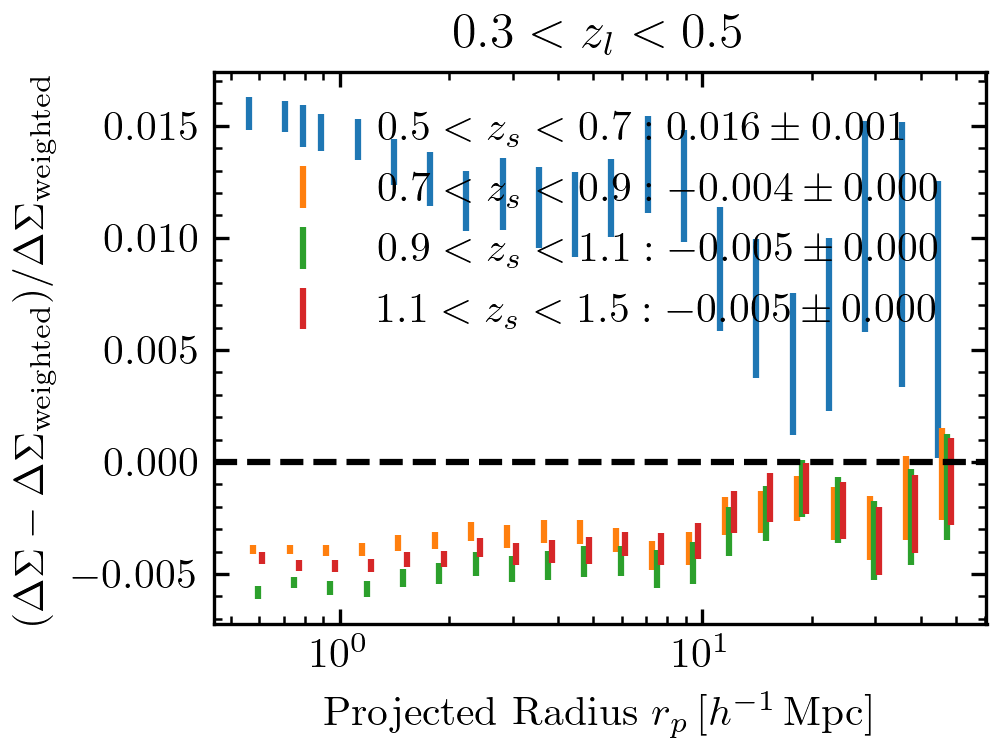 0.3 < z_l < 0.5
(ΔΣ − ΔΣ_weighted)/ΔΣ_weighted
0.015
0.010
0.005
0.000
−0.005
0.5 < z_s < 0.7 : 0.016 ± 0.001
0.7 < z_s < 0.9 : −0.004 ± 0.000
0.9 < z_s < 1.1 : −0.005 ± 0.000
1.1 < z_s < 1.5 : −0.005 ± 0.000
10^0 10^1
Projected Radius r_p [h^−1 Mpc]